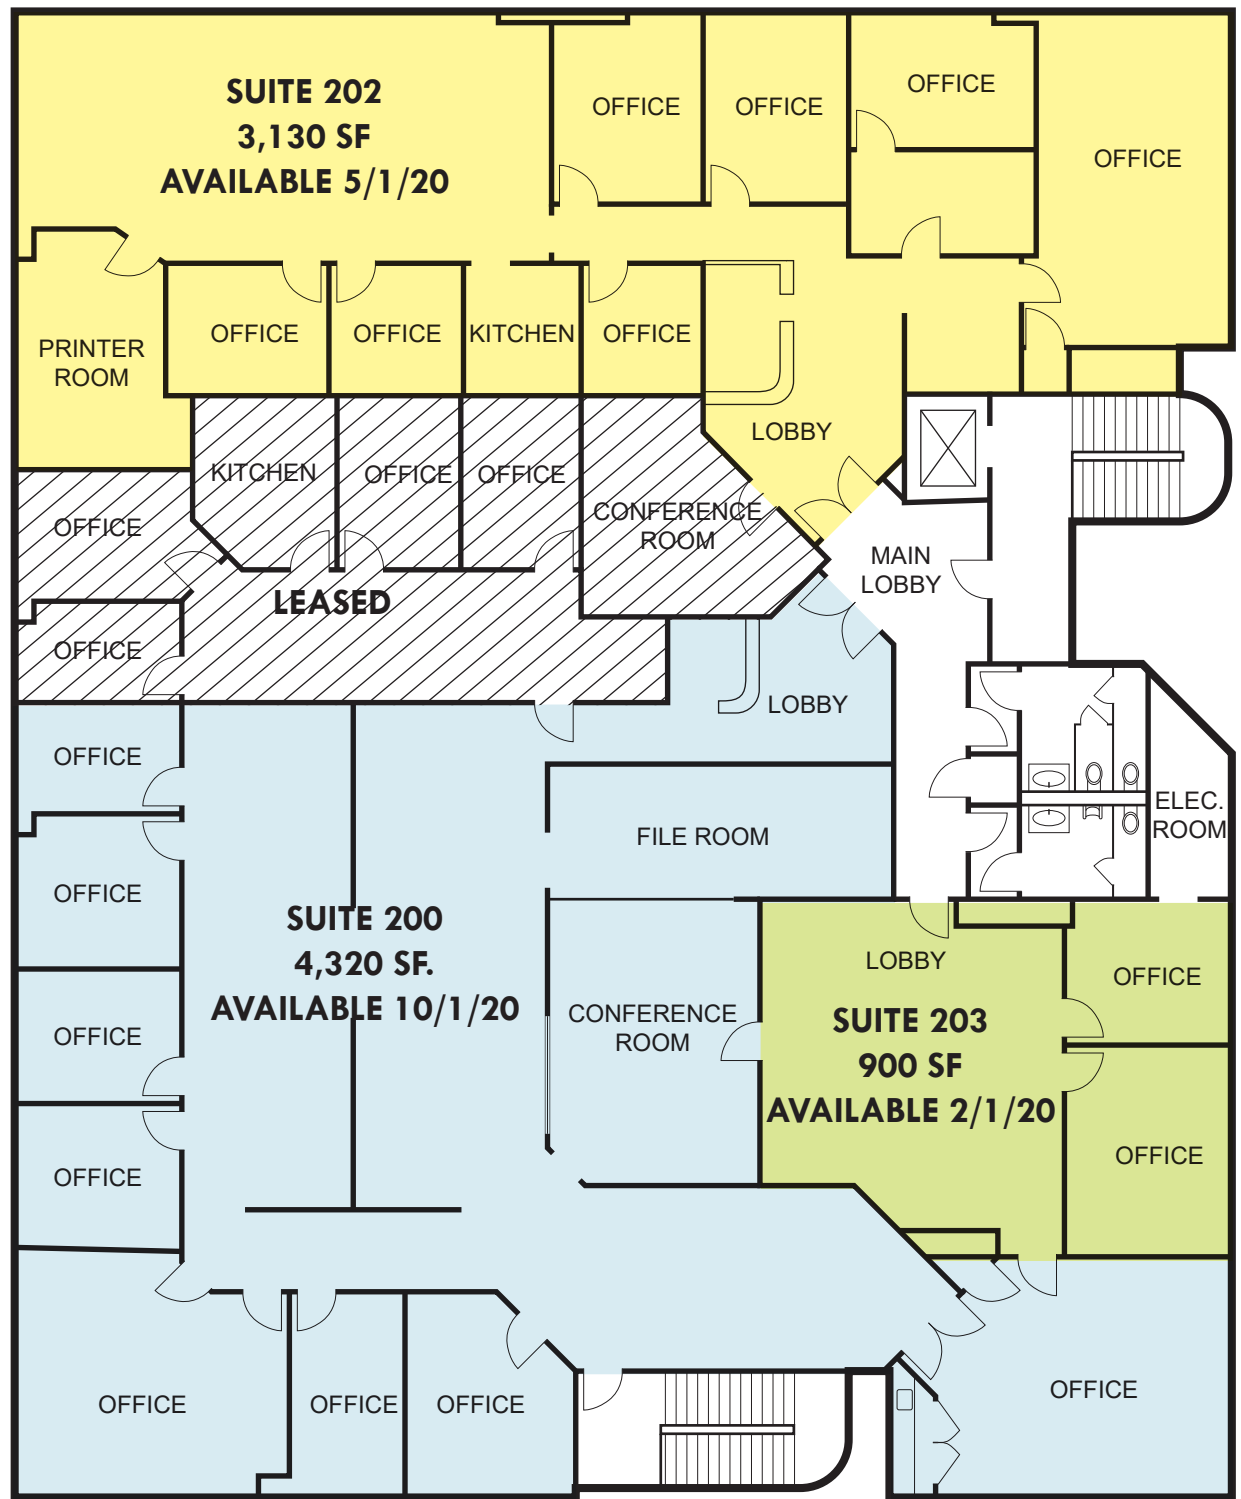 SUITE 202
3,130 SF
AVAILABLE 5/1/20
OFFICE
OFFICE
OFFICE
OFFICE
PRINTER
ROOM
OFFICE
OFFICE
KITCHEN
OFFICE
LOBBY
KITCHEN
OFFICE
OFFICE
CONFERENCE
ROOM
OFFICE
LEASED
OFFICE
MAIN
LOBBY
LOBBY
OFFICE
FILE ROOM
ELEC.
ROOM
OFFICE
SUITE 200
4,320 SF.
AVAILABLE 10/1/20
OFFICE
CONFERENCE
ROOM
LOBBY
SUITE 203
900 SF
AVAILABLE 2/1/20
OFFICE
OFFICE
OFFICE
OFFICE
OFFICE
OFFICE
OFFICE